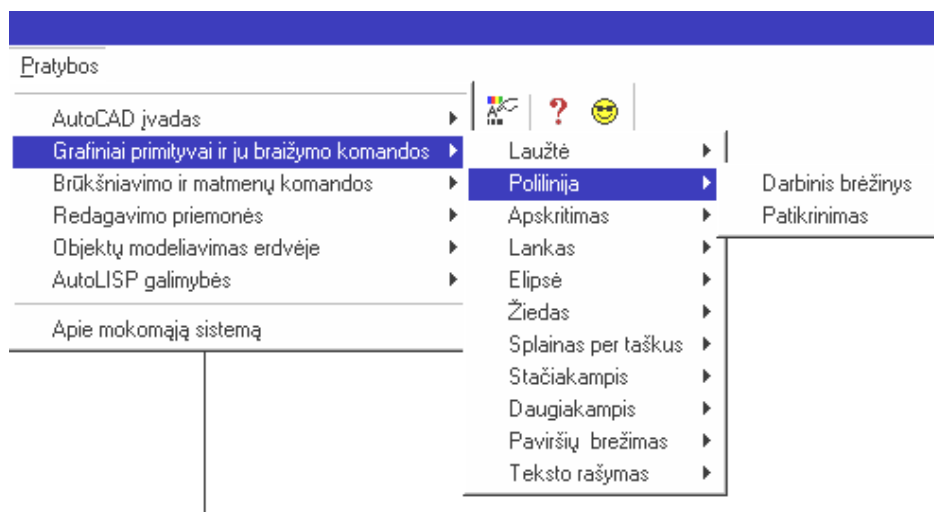 Pratybos
AutoCAD įvadas
Grafiniai primityvai ir ju braižymo komandos
Brūkšniavimo ir matmenų komandos
Redagavimo priemonės
Objektų modeliavimas erdvėje
AutoLISP galimybės
Apie mokomąją sistemą
Laužtė
Polilinija
Apskritimas
Lankas
Elipsė
Žiedas
Splainas per taškus
Stačiakampis
Daugiakampis
Paviršių brežimas
Teksto rašymas
Darbinis brėžinys
Patikrinimas